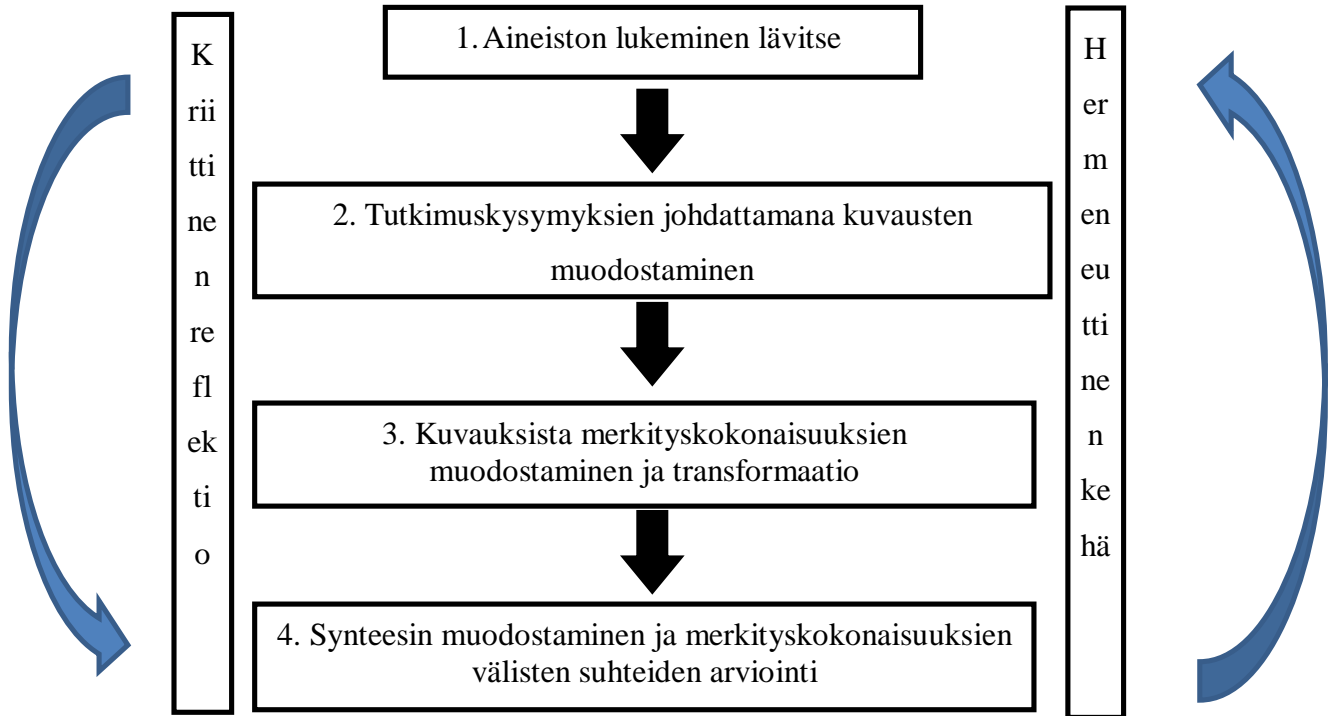 K
rii
tti
ne
n
re
fl
ek
ti
o
1. Aineiston lukeminen lävitse
2. Tutkimuskysymyksien johdattamana kuvausten
muodostaminen
3. Kuvauksista merkityskokonaisuuksien
muodostaminen ja transformaatio
4. Synteesin muodostaminen ja merkityskokonaisuuksien
välisten suhteiden arviointi
H
er
m
en
eu
tti
ne
n
ke
hä